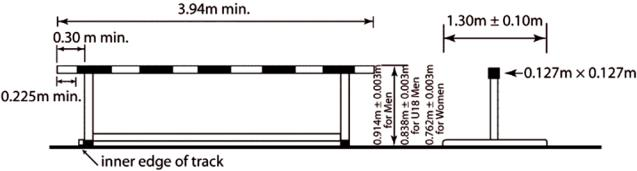 3.94m min.
1.30m ± 0.10m
0.30 m min.
0.127m × 0.127m
0.225m min.
0.914m ± 0.003m
for Men
0.838m ± 0.003m
for U18 Men
0.762m ± 0.003m
for Women
inner edge of track